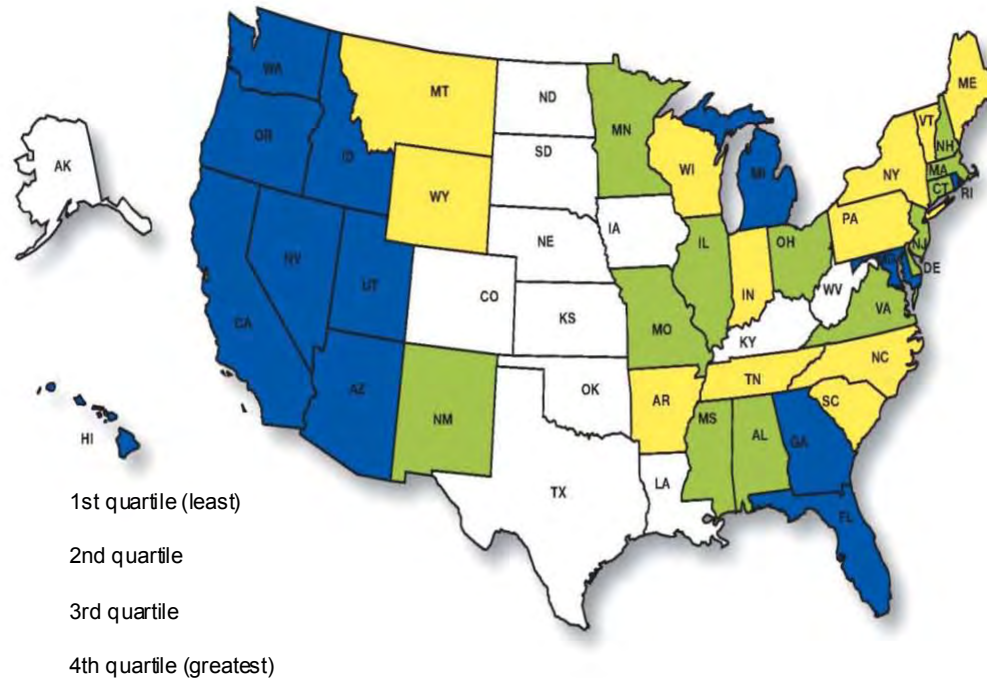 WA
MT
ND
MN
ME
VT
NH
OR
ID
SD
WI
MI
NY
MA
CT
RI
AK
WY
IA
PA
NE
NV
UT
CO
IL
IN
OH
NJ
MD
DE
WV
VA
CA
KS
MO
KY
AZ
NM
OK
AR
TN
NC
SC
MS
AL
GA
HI
TX
LA
FL
1st quartile (least)
2nd quartile
3rd quartile
4th quartile (greatest)